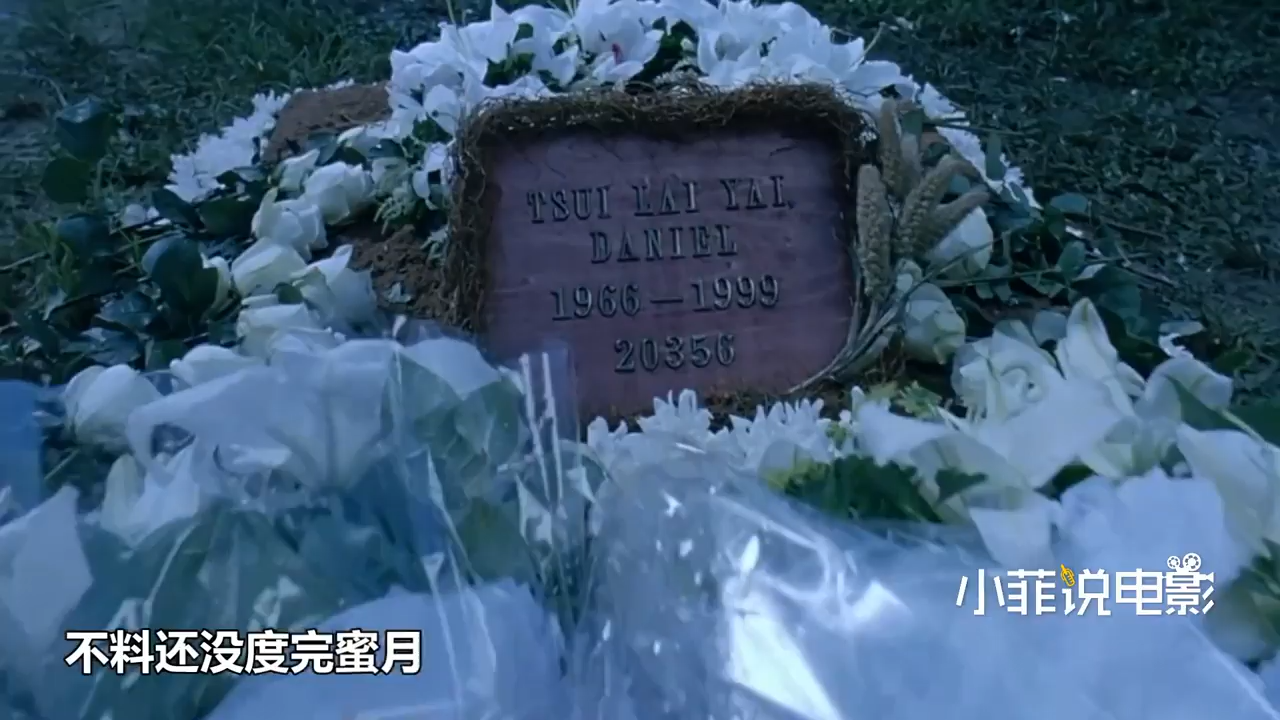 TSUI LAI YAI,
DANIEL
1966 — 1999
20356
小菲说电影
不料还没度完蜜月